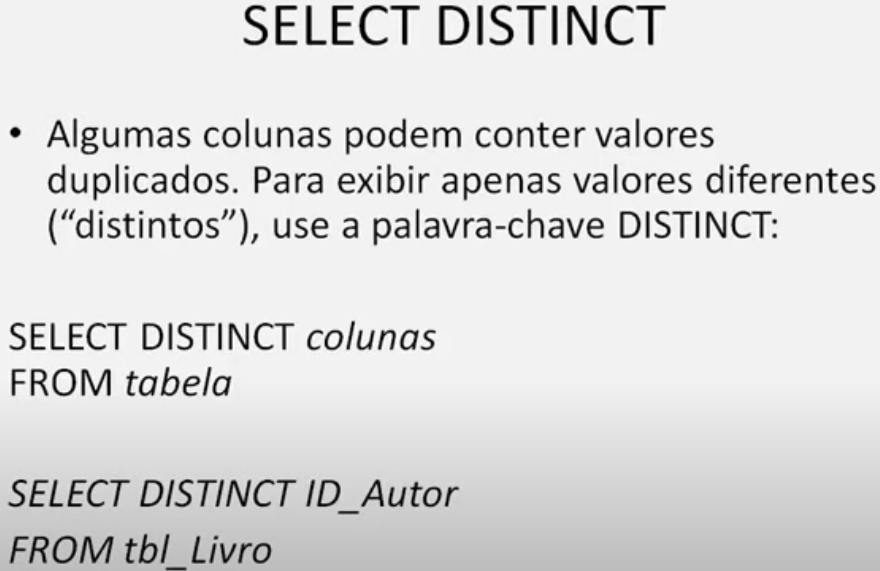 SELECT DISTINCT
• Algumas colunas podem conter valores
duplicados. Para exibir apenas valores diferentes
(“distintos”), use a palavra-chave DISTINCT:
SELECT DISTINCT colunas
FROM tabela
SELECT DISTINCT ID_Autor
FROM tbl_Livro